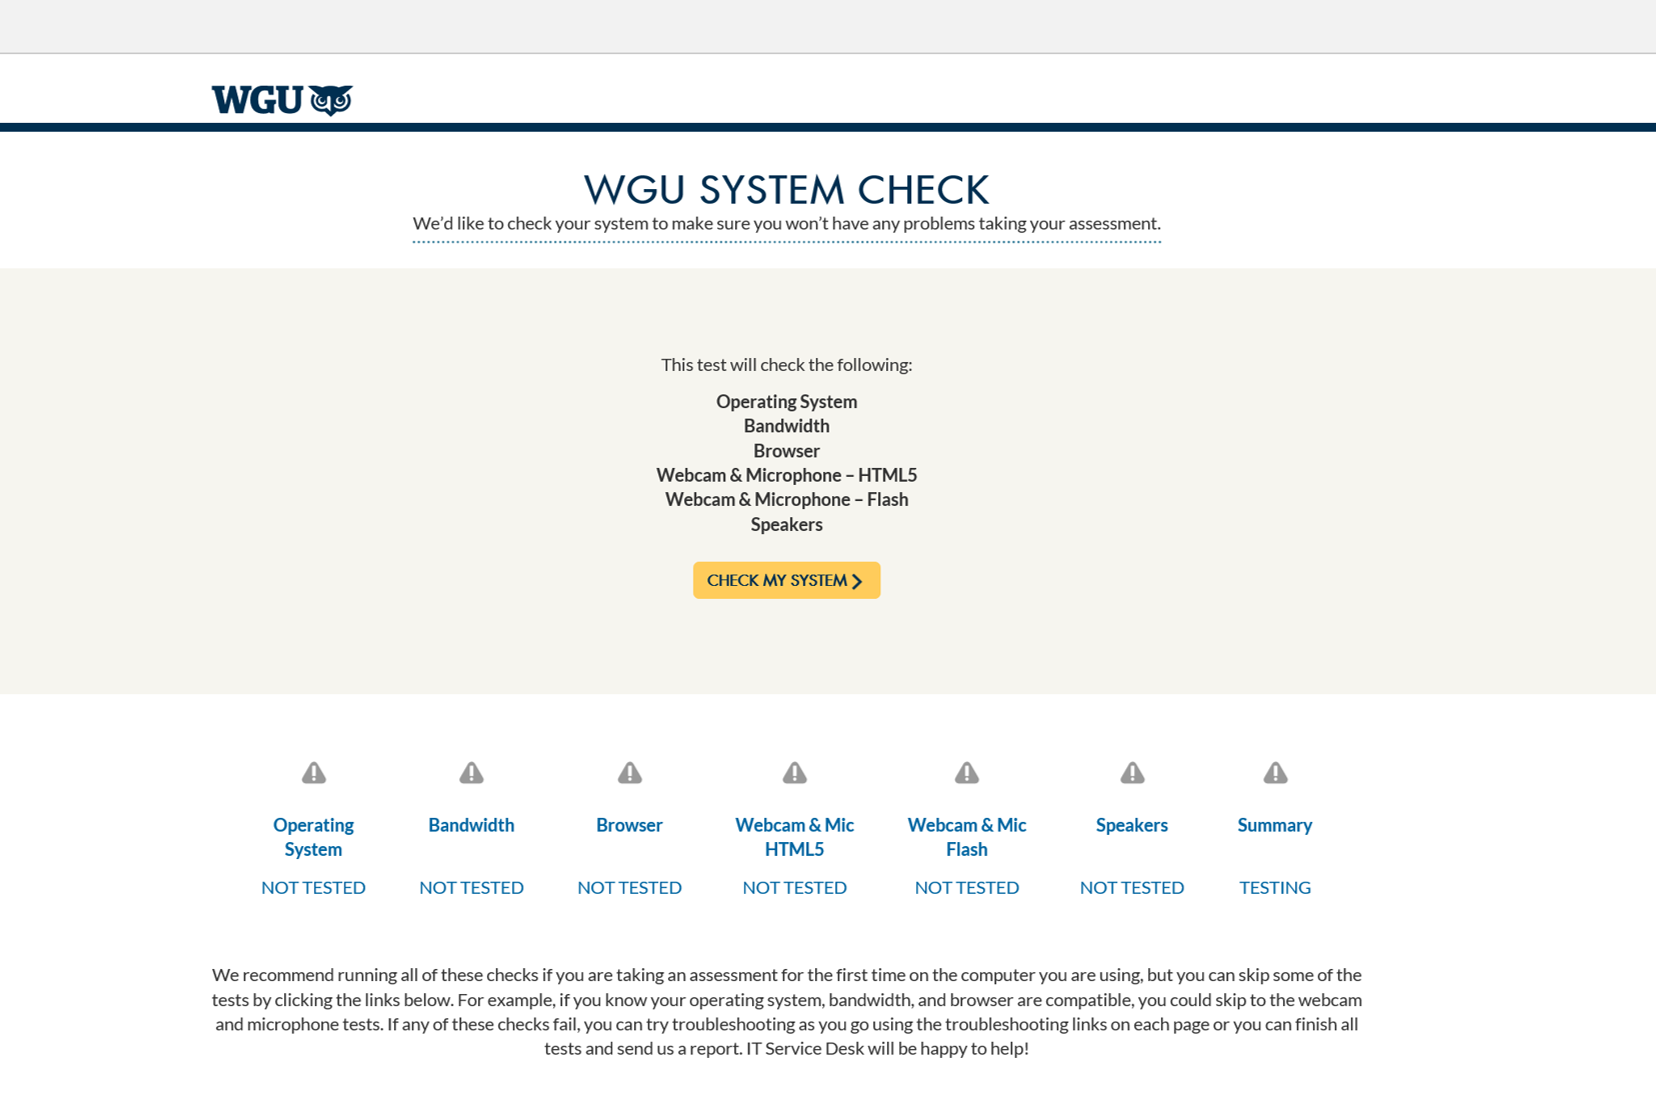 WGU
WGU SYSTEM CHECK
We’d like to check your system to make sure you won’t have any problems taking your assessment.
This test will check the following:
Operating System
Bandwidth
Browser
Webcam & Microphone – HTML5
Webcam & Microphone – Flash
Speakers
CHECK MY SYSTEM
Operating System
NOT TESTED
Bandwidth
NOT TESTED
Browser
NOT TESTED
Webcam & Mic HTML5
NOT TESTED
Webcam & Mic Flash
NOT TESTED
Speakers
NOT TESTED
Summary
TESTING
We recommend running all of these checks if you are taking an assessment for the first time on the computer you are using, but you can skip some of the
tests by clicking the links below. For example, if you know your operating system, bandwidth, and browser are compatible, you could skip to the webcam
and microphone tests. If any of these checks fail, you can try troubleshooting as you go using the troubleshooting links on each page or you can finish all
tests and send us a report. IT Service Desk will be happy to help!